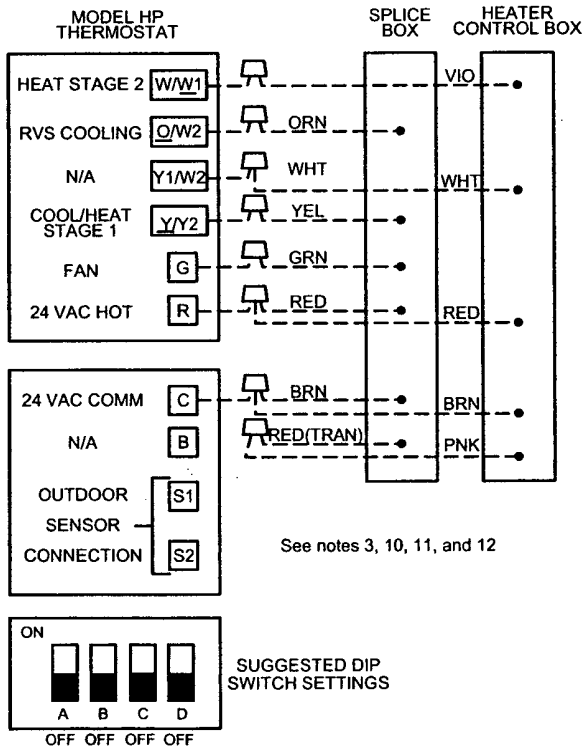 MODEL HP
THERMOSTAT
SPLICE
BOX
HEATER
CONTROL BOX
HEAT STAGE 2 W/W1 VIO
RVS COOLING O/W2 ORN
N/A Y1/W2 WHT WHT
COOL/HEAT
STAGE 1 Y/Y2 YEL
FAN G GRN
24 VAC HOT R RED RED
24 VAC COMM C BRN BRN
N/A B RED(TRAN) PNK
OUTDOOR S1
SENSOR
CONNECTION S2
See notes 3, 10, 11, and 12
ON
A B C D
OFF OFF OFF OFF
SUGGESTED DIP
SWITCH SETTINGS